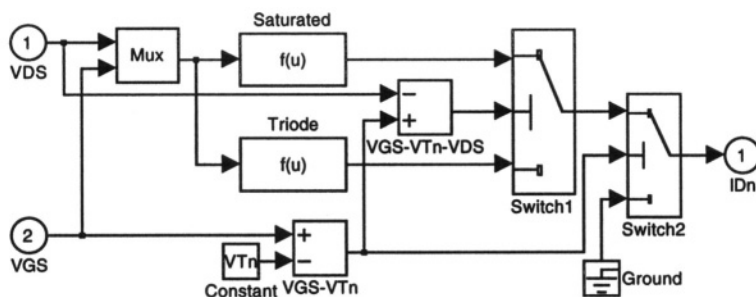 Saturated
1
VDS
Mux
f(u)
−
+
VGS-VTn-VDS
Triode
f(u)
Switch1
1
IDn
Switch2
2
VGS
VTn
Constant
+
−
VGS-VTn
Ground